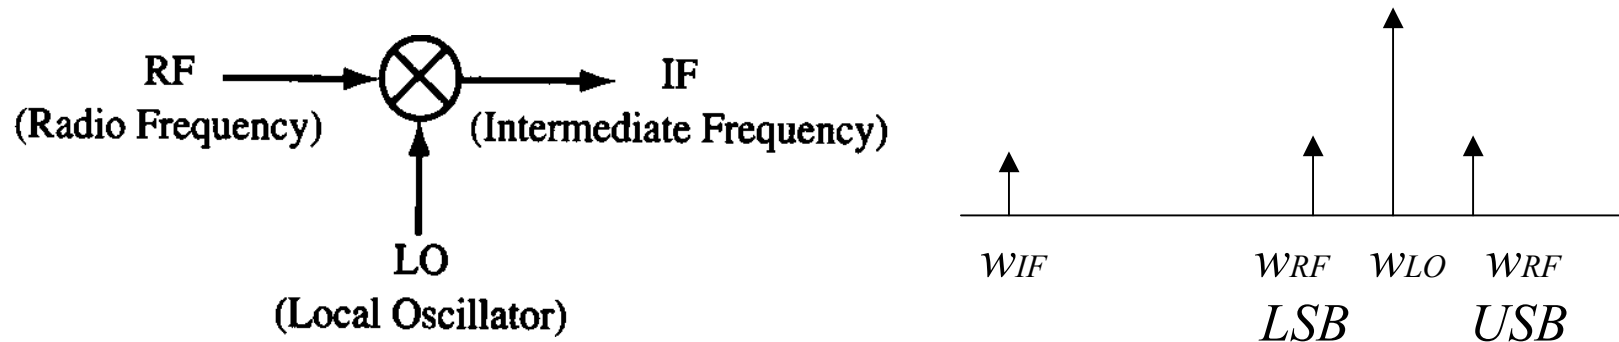 RF
(Radio Frequency)
IF
(Intermediate Frequency)
LO
(Local Oscillator)
wIF wRF wLO wRF
LSB USB